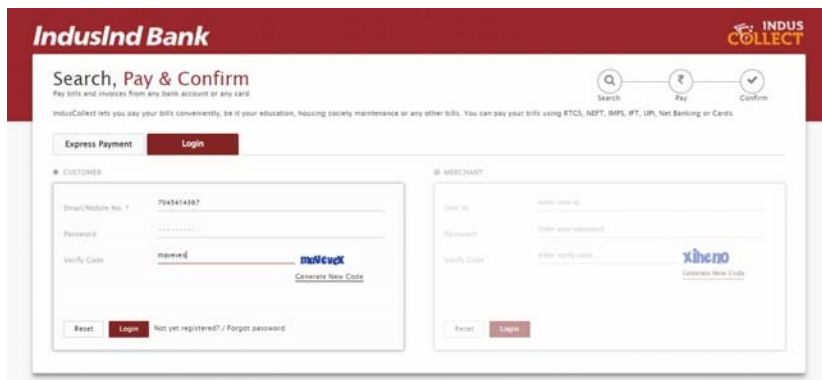 IndusInd Bank
INDUS
COLLECT
Search, Pay & Confirm
Pay bills and invoices from any bank account or any card
Search
Pay
Confirm
IndusCollect lets you pay your bills conveniently, be it your education, housing society maintenance or any other bills. You can pay your bills using RTGS, NEFT, IMPS, IFT, UPI, Net Banking or Cards.
Express Payment
Login
CUSTOMER
Email/Mobile No. *
7045414367
Password
Verify Code
mavevex
maVeveX
Generate New Code
Reset
Login
Not yet registered? / Forgot password
MERCHANT
User ID
Enter user id
Password
Enter your password
Verify Code
Enter verify code
xiheno
Generate New Code
Reset
Login